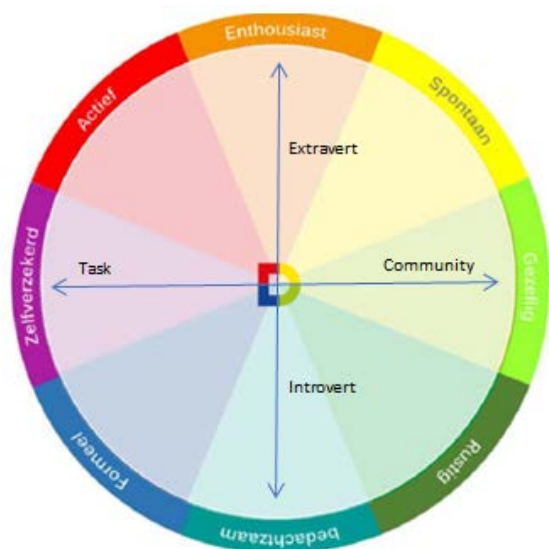 Enthousiast
Actief
Spontaan
Extravert
Task
Community
Zelfverzekerd
Gezellig
Introvert
Formeel
Rustig
bedachtzaam